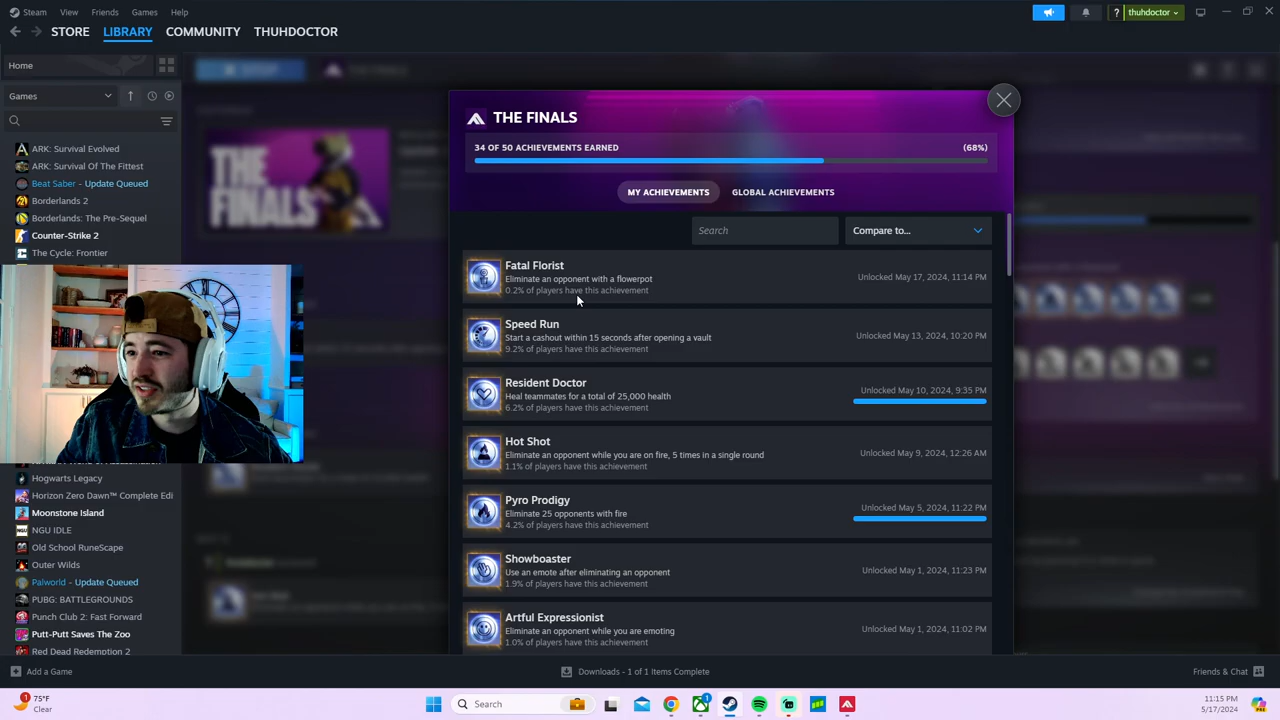 Steam View Friends Games Help
thuhdoctor
STORE LIBRARY COMMUNITY THUHDOCTOR
Home
Games
ARK: Survival Evolved
ARK: Survival Of The Fittest
Beat Saber - Update Queued
Borderlands 2
Borderlands: The Pre-Sequel
Counter-Strike 2
The Cycle: Frontier
Hogwarts Legacy
Horizon Zero Dawn™ Complete Edi
Moonstone Island
NGU IDLE
Old School RuneScape
Outer Wilds
Palworld - Update Queued
PUBG: BATTLEGROUNDS
Punch Club 2: Fast Forward
Putt-Putt Saves The Zoo
Red Dead Redemption 2
THE FINALS
THE FINALS
34 OF 50 ACHIEVEMENTS EARNED (68%)
MY ACHIEVEMENTS GLOBAL ACHIEVEMENTS
Search Compare to...
Fatal Florist
Eliminate an opponent with a flowerpot
0.2% of players have this achievement
Unlocked May 17, 2024, 11:14 PM
Speed Run
Start a cashout within 15 seconds after opening a vault
9.2% of players have this achievement
Unlocked May 13, 2024, 10:20 PM
Resident Doctor
Heal teammates for a total of 25,000 health
6.2% of players have this achievement
Unlocked May 10, 2024, 9:35 PM
Hot Shot
Eliminate an opponent while you are on fire, 5 times in a single round
1.1% of players have this achievement
Unlocked May 9, 2024, 12:26 AM
Pyro Prodigy
Eliminate 25 opponents with fire
4.2% of players have this achievement
Unlocked May 5, 2024, 11:22 PM
Showboaster
Use an emote after eliminating an opponent
1.9% of players have this achievement
Unlocked May 1, 2024, 11:23 PM
Artful Expressionist
Eliminate an opponent while you are emoting
1.0% of players have this achievement
Unlocked May 1, 2024, 11:02 PM
Add a Game Downloads - 1 of 1 Items Complete Friends & Chat
1 75°F
Clear
Search
1
11:15 PM
5/17/2024